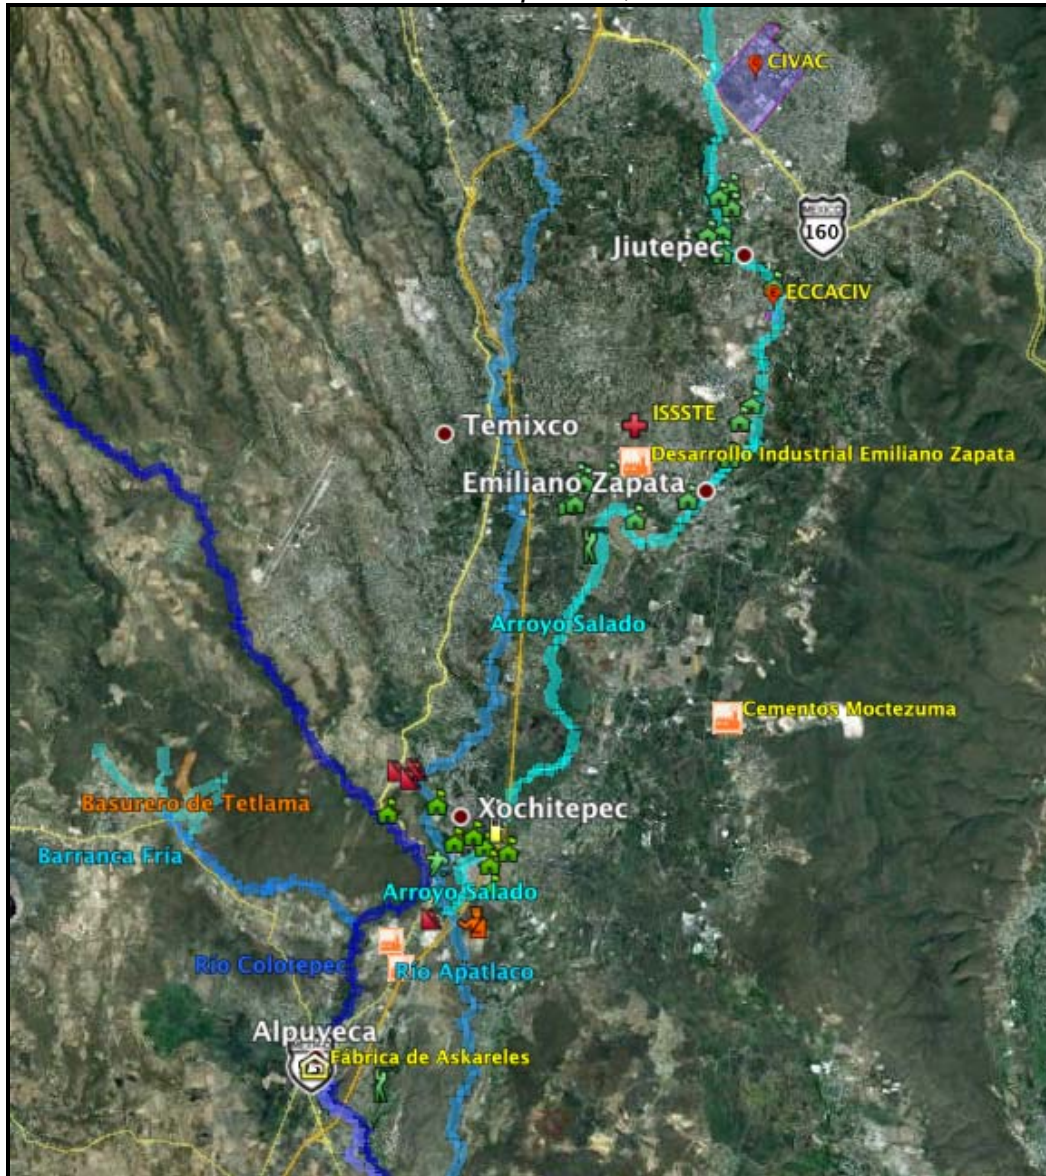 CIVAC
MEXICO
160
Jiutepec
ECCACIV
ISSSTE
Temixco
Desarrollo Industrial Emiliano Zapata
Emiliano Zapata
Arroyo Salado
Cementos Moctezuma
Basurero de Tetlama
Xochitepec
Barranca Fría
Arroyo Salado
Río Colotepec
Río Apatlaco
Alpuyeca
Fábrica de Askareles